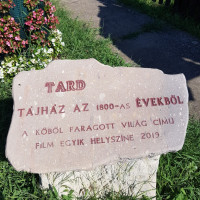 TARD
TÁJHÁZ AZ 1800-AS ÉVEKBŐL
A KŐBŐL FARAGOTT VILÁG CÍMŰ
FILM EGYIK HELYSZÍNE 2019.